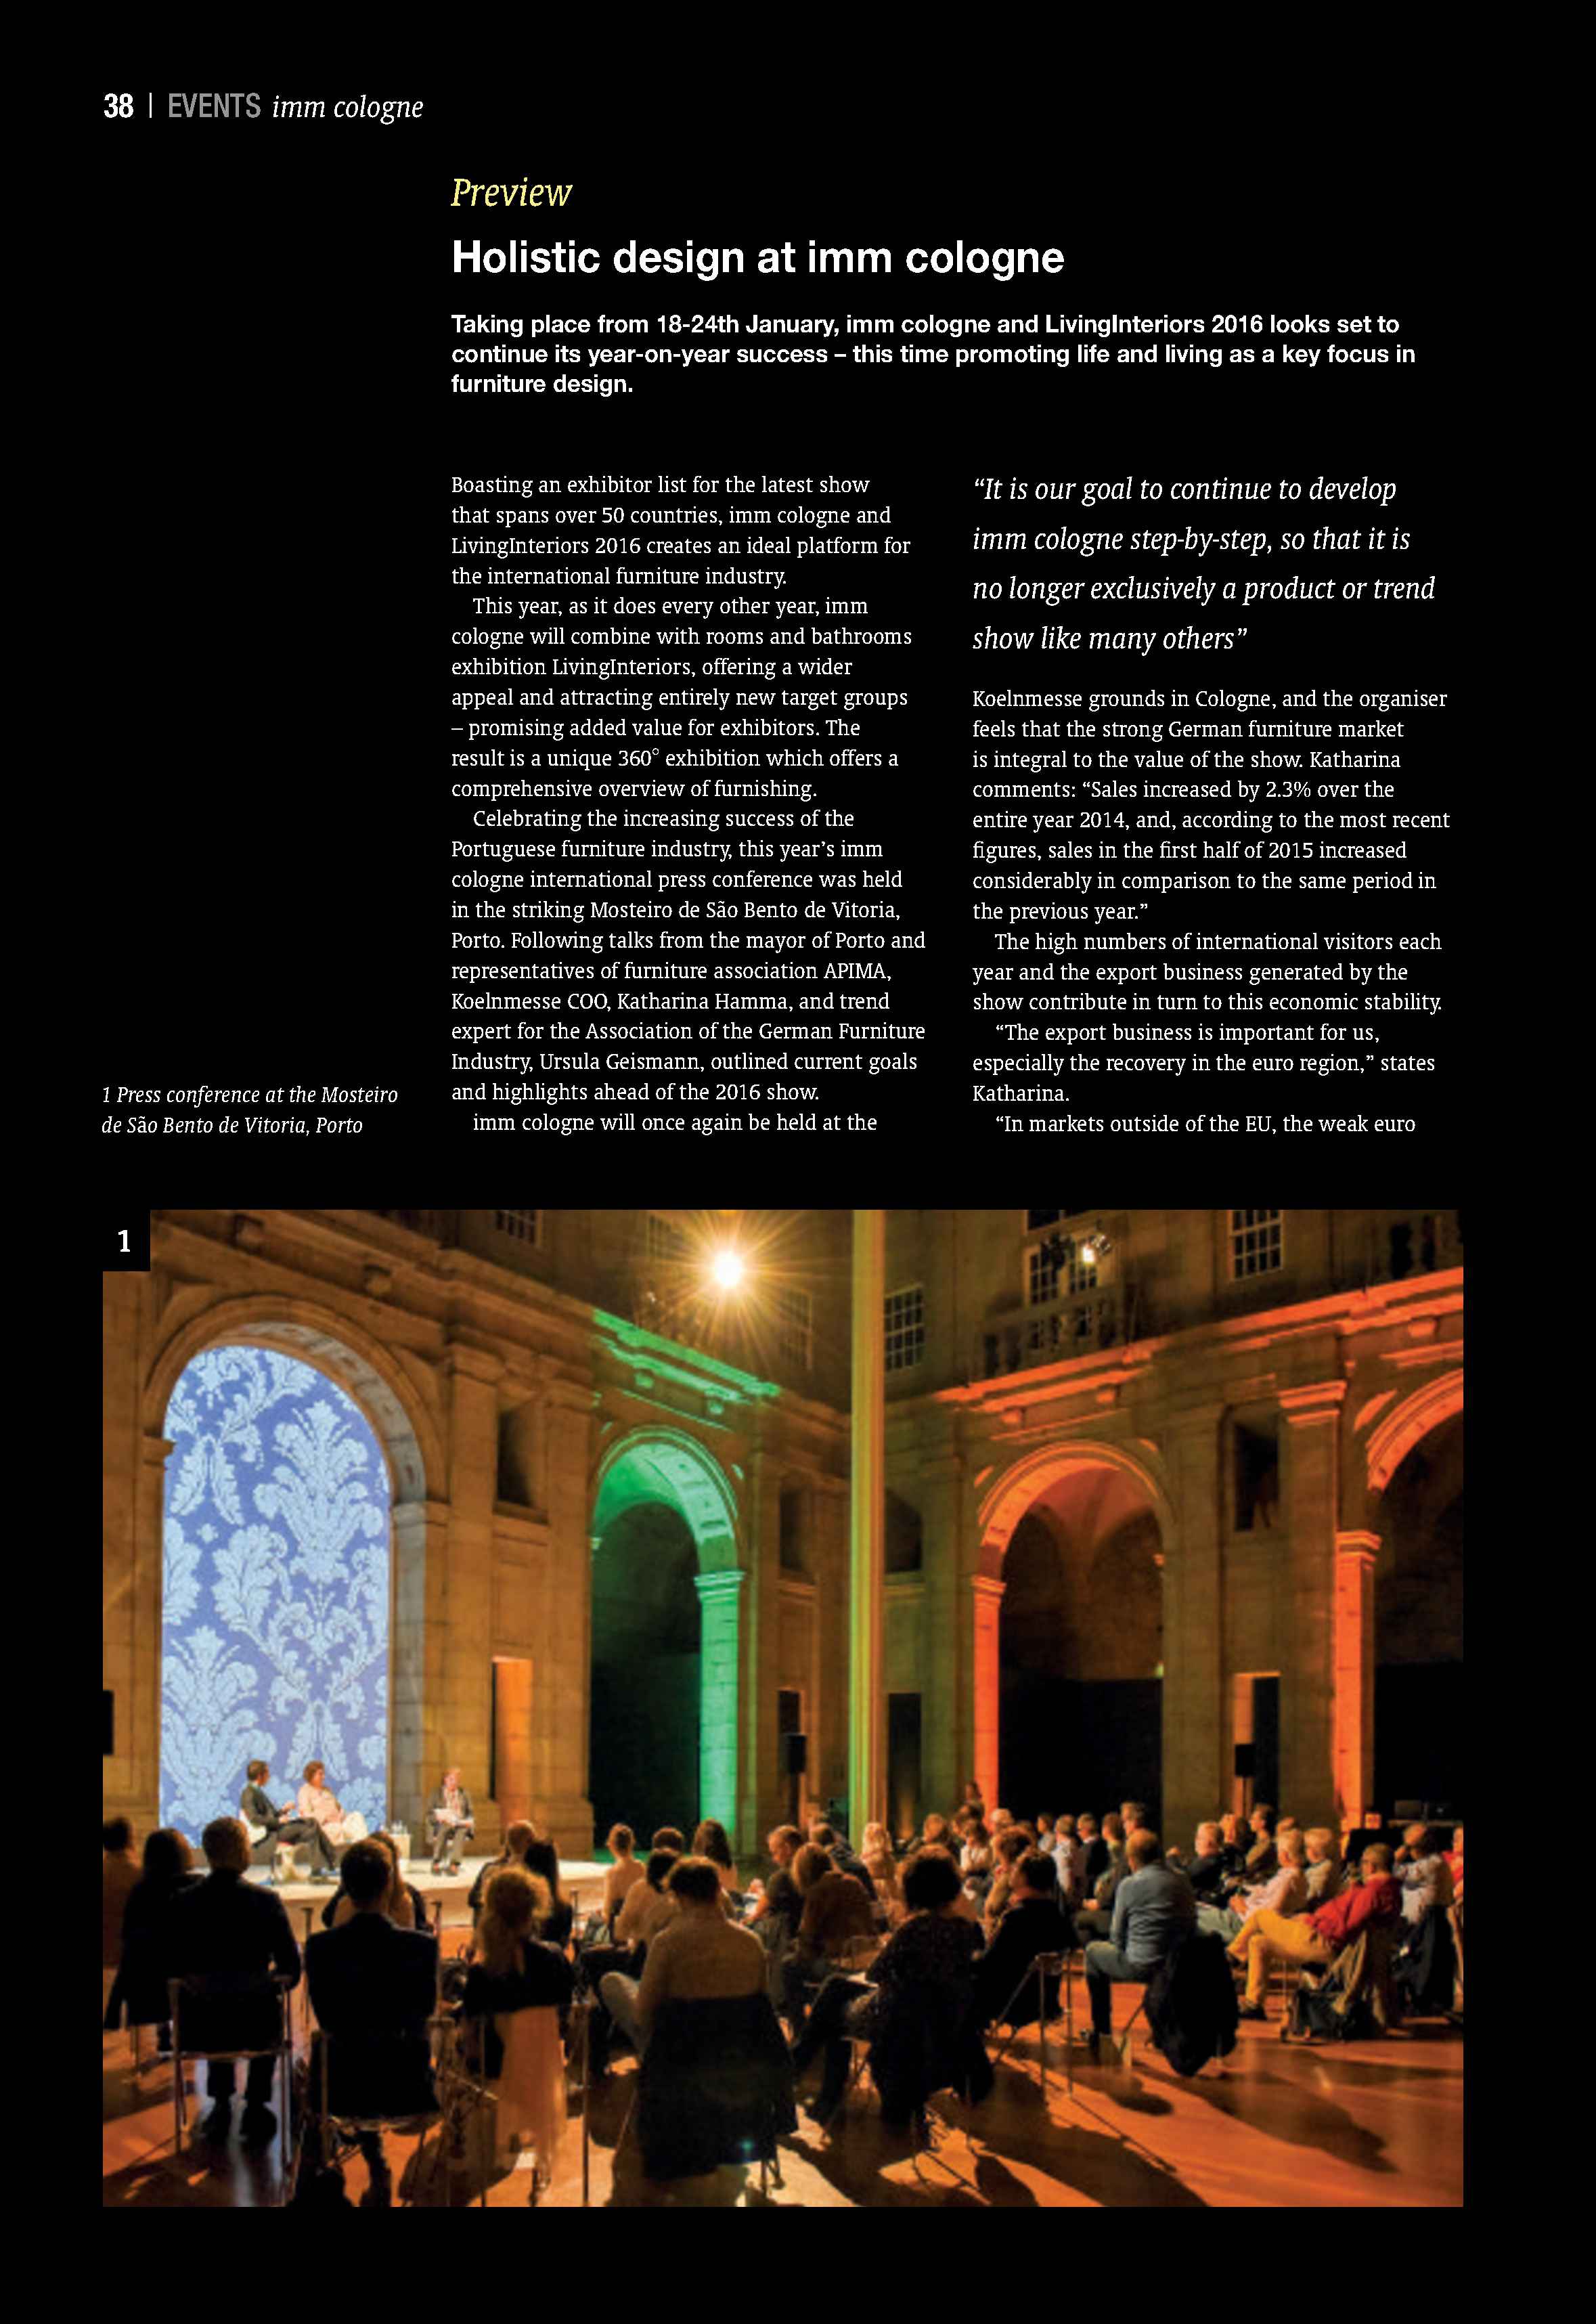 38 | EVENTS imm cologne
Preview
Holistic design at imm cologne
Taking place from 18-24th January, imm cologne and LivingInteriors 2016 looks set to
continue its year-on-year success – this time promoting life and living as a key focus in
furniture design.
Boasting an exhibitor list for the latest show
that spans over 50 countries, imm cologne and
LivingInteriors 2016 creates an ideal platform for
the international furniture industry.
This year, as it does every other year, imm
cologne will combine with rooms and bathrooms
exhibition LivingInteriors, offering a wider
appeal and attracting entirely new target groups
– promising added value for exhibitors. The
result is a unique 360° exhibition which offers a
comprehensive overview of furnishing.
Celebrating the increasing success of the
Portuguese furniture industry, this year’s imm
cologne international press conference was held
in the striking Mosteiro de São Bento de Vitoria,
Porto. Following talks from the mayor of Porto and
representatives of furniture association APIMA,
Koelnmesse COO, Katharina Hamma, and trend
expert for the Association of the German Furniture
Industry, Ursula Geismann, outlined current goals
and highlights ahead of the 2016 show.
imm cologne will once again be held at the
“It is our goal to continue to develop
imm cologne step-by-step, so that it is
no longer exclusively a product or trend
show like many others”
Koelnmesse grounds in Cologne, and the organiser
feels that the strong German furniture market
is integral to the value of the show. Katharina
comments: “Sales increased by 2.3% over the
entire year 2014, and, according to the most recent
figures, sales in the first half of 2015 increased
considerably in comparison to the same period in
the previous year.”
The high numbers of international visitors each
year and the export business generated by the
show contribute in turn to this economic stability.
“The export business is important for us,
especially the recovery in the euro region,” states
Katharina.
“In markets outside of the EU, the weak euro
1 Press conference at the Mosteiro
de São Bento de Vitoria, Porto
1